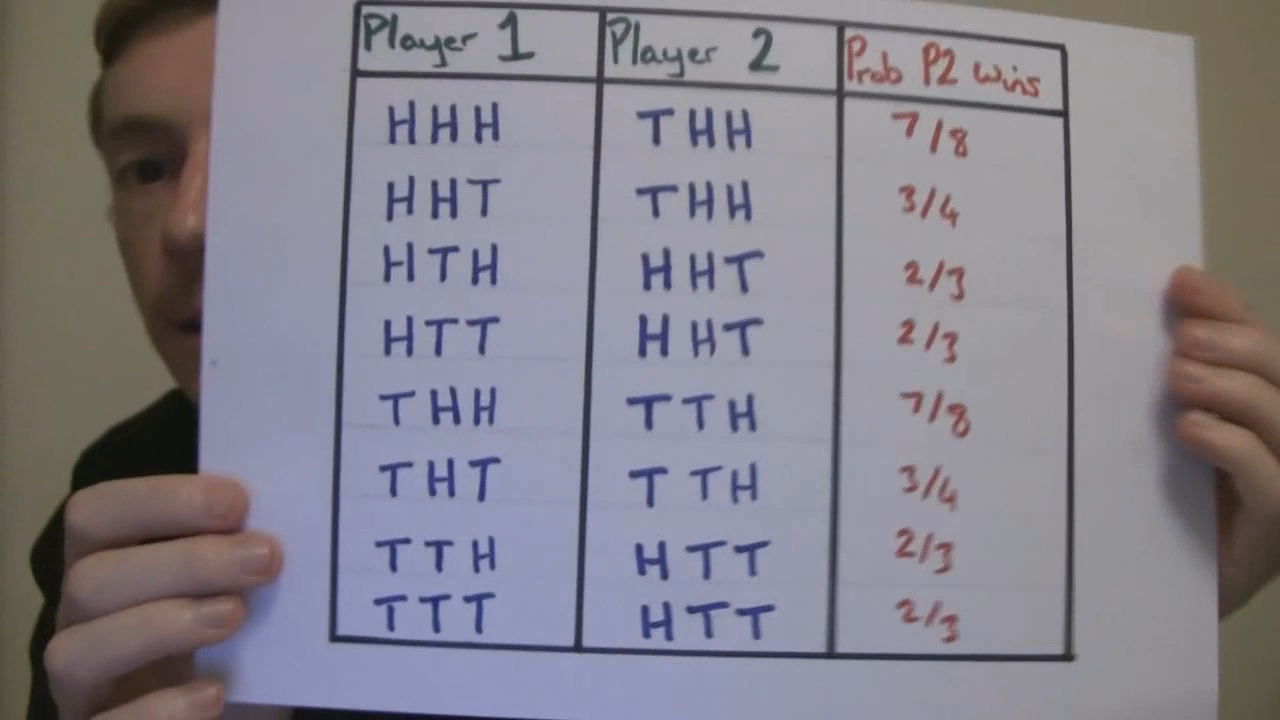 Player 1 Player 2 Prob P2 wins
HHH THH 7/8
HHT THH 3/4
HTH HHT 2/3
HTT HHT 2/3
THH TTH 7/8
THT TTH 3/4
TTH HTT 2/3
TTT HTT 2/3